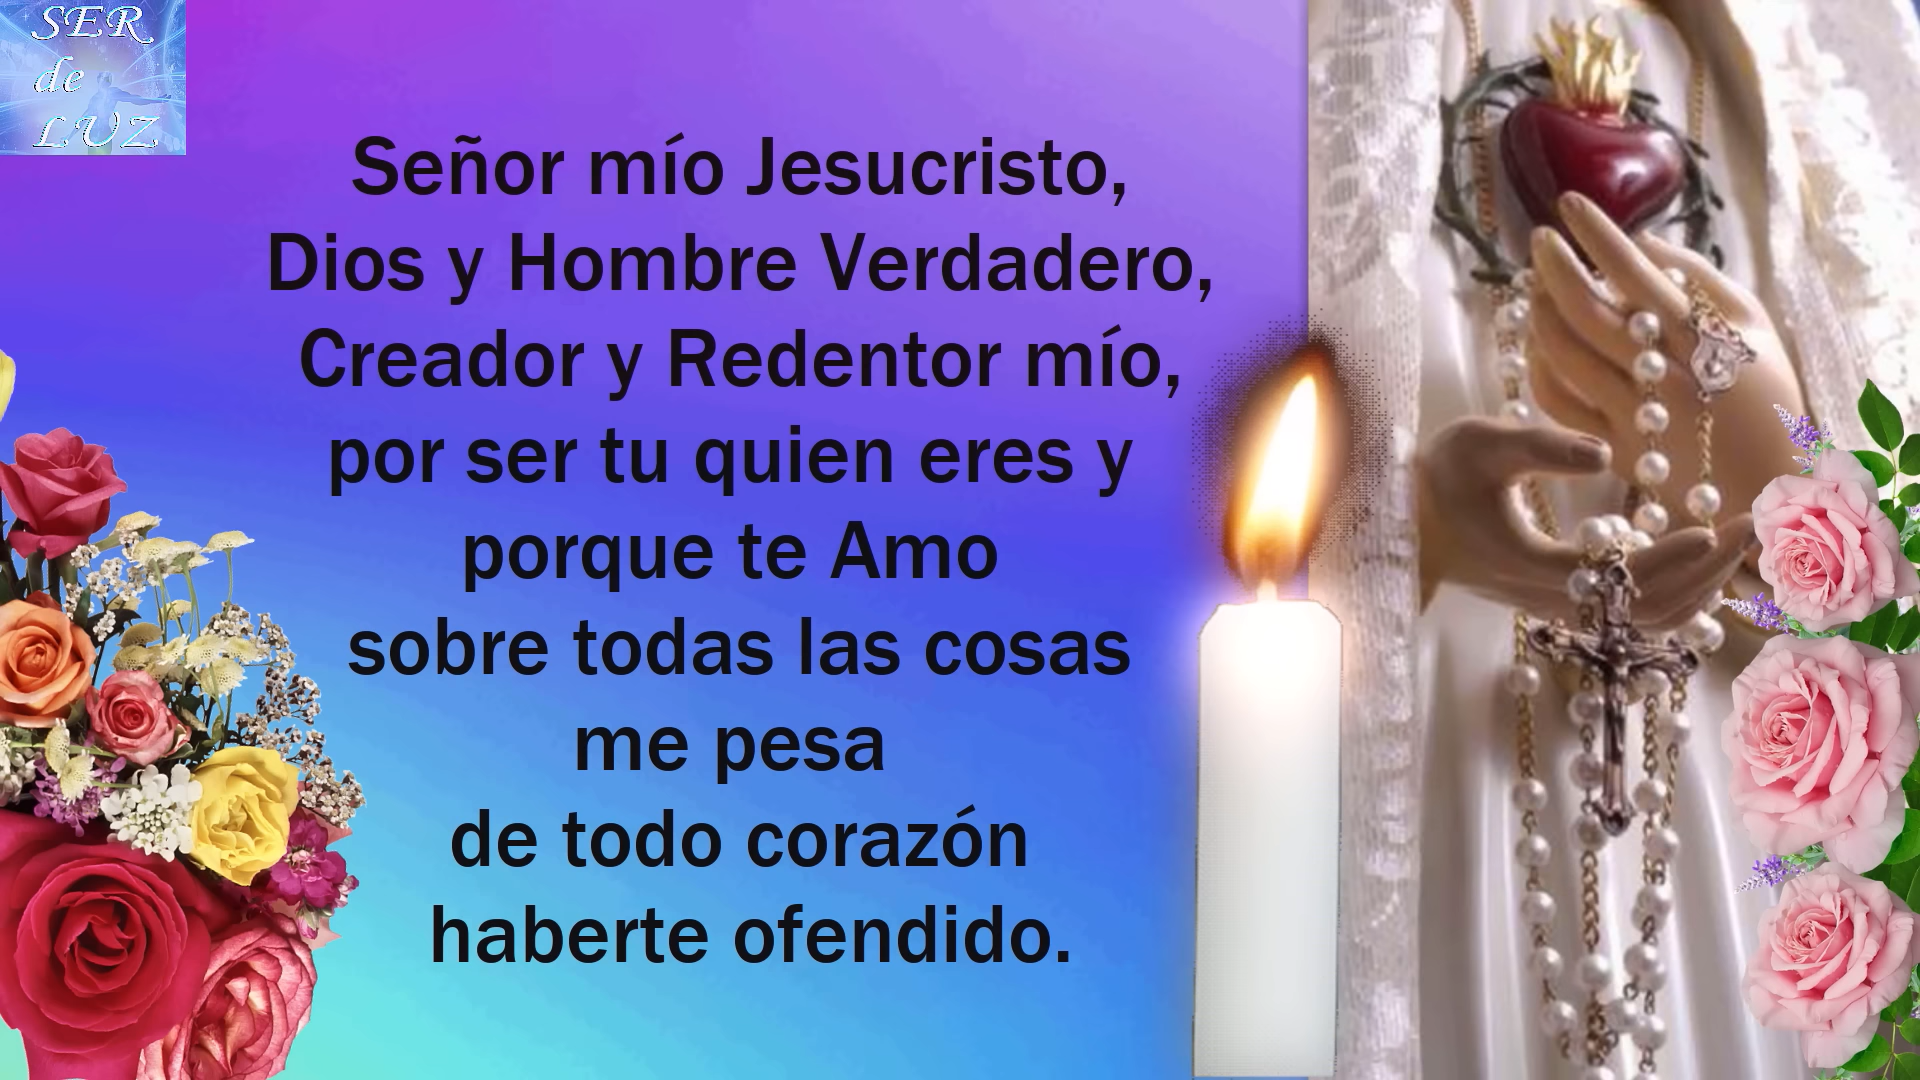 SER
de
LUZ
Señor mío Jesucristo,
Dios y Hombre Verdadero,
Creador y Redentor mío,
por ser tu quien eres y
porque te Amo
sobre todas las cosas
me pesa
de todo corazón
haberte ofendido.